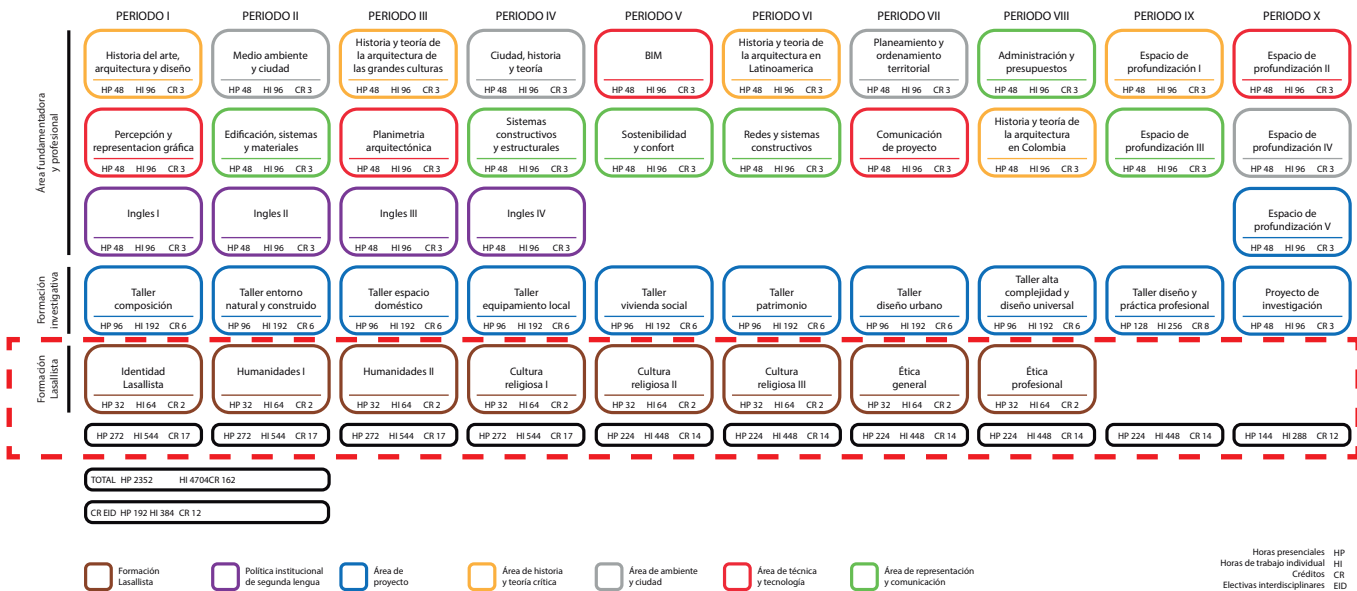 PERIODO I PERIODO II PERIODO III PERIODO IV PERIODO V PERIODO VI PERIODO VII PERIODO VIII PERIODO IX PERIODO X
Área fundamentadora
y profesional
Historia del arte,
arquitectura y diseño
HP 48 HI 96 CR 3
Medio ambiente
y ciudad
HP 48 HI 96 CR 3
Historia y teoría de
la arquitectura de
las grandes culturas
HP 48 HI 96 CR 3
Ciudad, historia
y teoría
HP 48 HI 96 CR 3
BIM
HP 48 HI 96 CR 3
Historia y teoria de
la arquitectura en
Latinoamerica
HP 48 HI 96 CR 3
Planeamiento y
ordenamiento
territorial
HP 48 HI 96 CR 3
Administración y
presupuestos
HP 48 HI 96 CR 3
Espacio de
profundización I
HP 48 HI 96 CR 3
Espacio de
profundización II
HP 48 HI 96 CR 3
Percepción y
representacion gráfica
HP 48 HI 96 CR 3
Edificación, sistemas
y materiales
HP 48 HI 96 CR 3
Planimetria
arquitectónica
HP 48 HI 96 CR 3
Sistemas
constructivos
y estructurales
HP 48 HI 96 CR 3
Sostenibilidad
y confort
HP 48 HI 96 CR 3
Redes y sistemas
constructivos
HP 48 HI 96 CR 3
Comunicación
de proyecto
HP 48 HI 96 CR 3
Historia y teoría de
la arquitectura
en Colombia
HP 48 HI 96 CR 3
Espacio de
profundización III
HP 48 HI 96 CR 3
Espacio de
profundización IV
HP 48 HI 96 CR 3
Ingles I
HP 48 HI 96 CR 3
Ingles II
HP 48 HI 96 CR 3
Ingles III
HP 48 HI 96 CR 3
Ingles IV
HP 48 HI 96 CR 3
Espacio de
profundización V
HP 48 HI 96 CR 3
Formación
investigativa
Taller
composición
HP 96 HI 192 CR 6
Taller entorno
natural y construido
HP 96 HI 192 CR 6
Taller espacio
doméstico
HP 96 HI 192 CR 6
Taller
equipamiento local
HP 96 HI 192 CR 6
Taller
vivienda social
HP 96 HI 192 CR 6
Taller
patrimonio
HP 96 HI 192 CR 6
Taller
diseño urbano
HP 96 HI 192 CR 6
Taller alta
complejidad y
diseño universal
HP 96 HI 192 CR 6
Taller diseño y
práctica profesional
HP 128 HI 256 CR 8
Proyecto de
investigación
HP 48 HI 96 CR 3
Formación
Lasallista
Identidad
Lasallista
HP 32 HI 64 CR 2
Humanidades I
HP 32 HI 64 CR 2
Humanidades II
HP 32 HI 64 CR 2
Cultura
religiosa I
HP 32 HI 64 CR 2
Cultura
religiosa II
HP 32 HI 64 CR 2
Cultura
religiosa III
HP 32 HI 64 CR 2
Ética
general
HP 32 HI 64 CR 2
Ética
profesional
HP 32 HI 64 CR 2
HP 272 HI 544 CR 17
HP 272 HI 544 CR 17
HP 272 HI 544 CR 17
HP 272 HI 544 CR 17
HP 224 HI 448 CR 14
HP 224 HI 448 CR 14
HP 224 HI 448 CR 14
HP 224 HI 448 CR 14
HP 224 HI 448 CR 14
HP 144 HI 288 CR 12
TOTAL HP 2352 HI 4704CR 162
CR EID HP 192 HI 384 CR 12
Formación
Lasallista
Política institucional
de segunda lengua
Área de
proyecto
Área de historia
y teoría crítica
Área de ambiente
y ciudad
Área de técnica
y tecnología
Área de representación
y comunicación
Horas presenciales HP
Horas de trabajo individual HI
Créditos CR
Electivas interdisciplinares EID